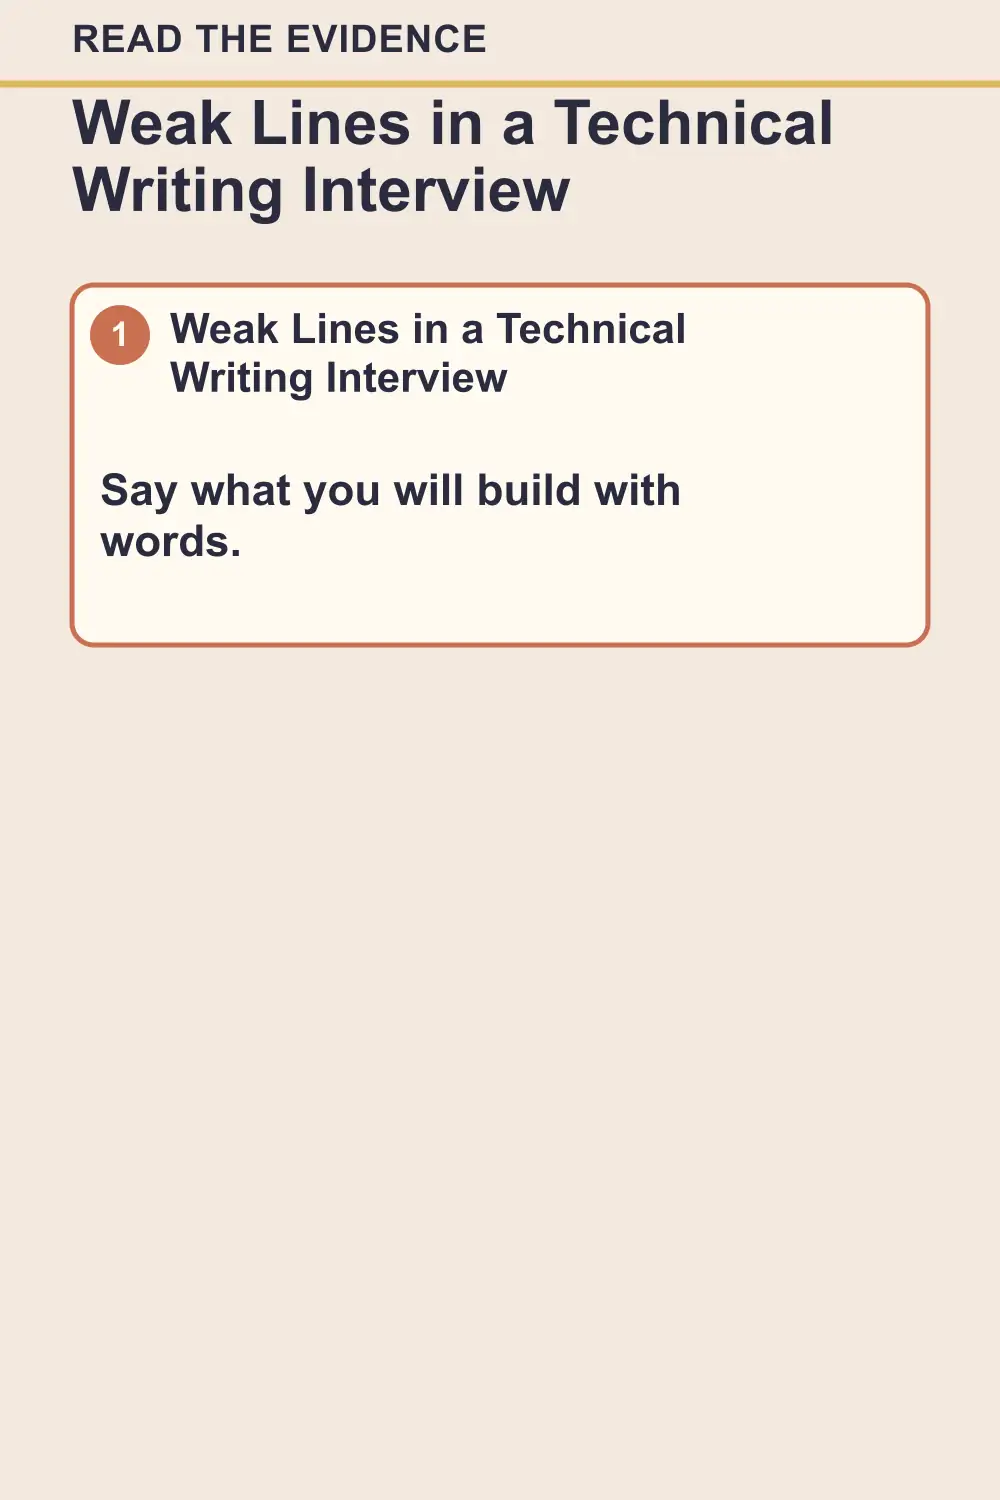 READ THE EVIDENCE
Weak Lines in a Technical
Writing Interview
1
Weak Lines in a Technical
Writing Interview
Say what you will build with
words.